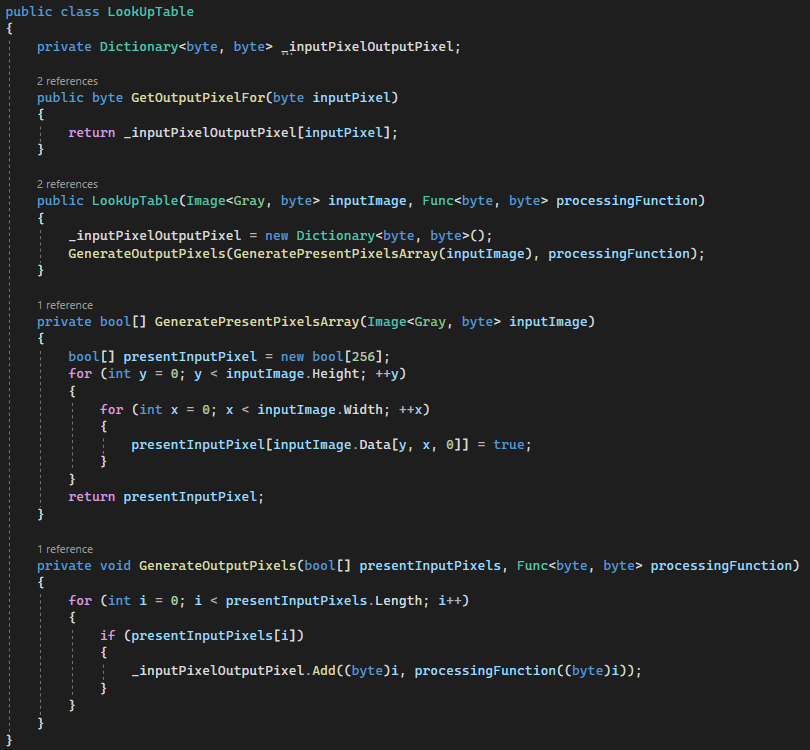 public class LookUpTable
{
    private Dictionary<byte, byte> _inputPixelOutputPixel;

    2 references
    public byte GetOutputPixelFor(byte inputPixel)
    {
        return _inputPixelOutputPixel[inputPixel];
    }

    2 references
    public LookUpTable(Image<Gray, byte> inputImage, Func<byte, byte> processingFunction)
    {
        _inputPixelOutputPixel = new Dictionary<byte, byte>();
        GenerateOutputPixels(GeneratePresentPixelsArray(inputImage), processingFunction);
    }

    1 reference
    private bool[] GeneratePresentPixelsArray(Image<Gray, byte> inputImage)
    {
        bool[] presentInputPixel = new bool[256];
        for (int y = 0; y < inputImage.Height; ++y)
        {
            for (int x = 0; x < inputImage.Width; ++x)
            {
                presentInputPixel[inputImage.Data[y, x, 0]] = true;
            }
        }
        return presentInputPixel;
    }

    1 reference
    private void GenerateOutputPixels(bool[] presentInputPixels, Func<byte, byte> processingFunction)
    {
        for (int i = 0; i < presentInputPixels.Length; i++)
        {
            if (presentInputPixels[i])
            {
                _inputPixelOutputPixel.Add((byte)i, processingFunction((byte)i));
            }
        }
    }
}